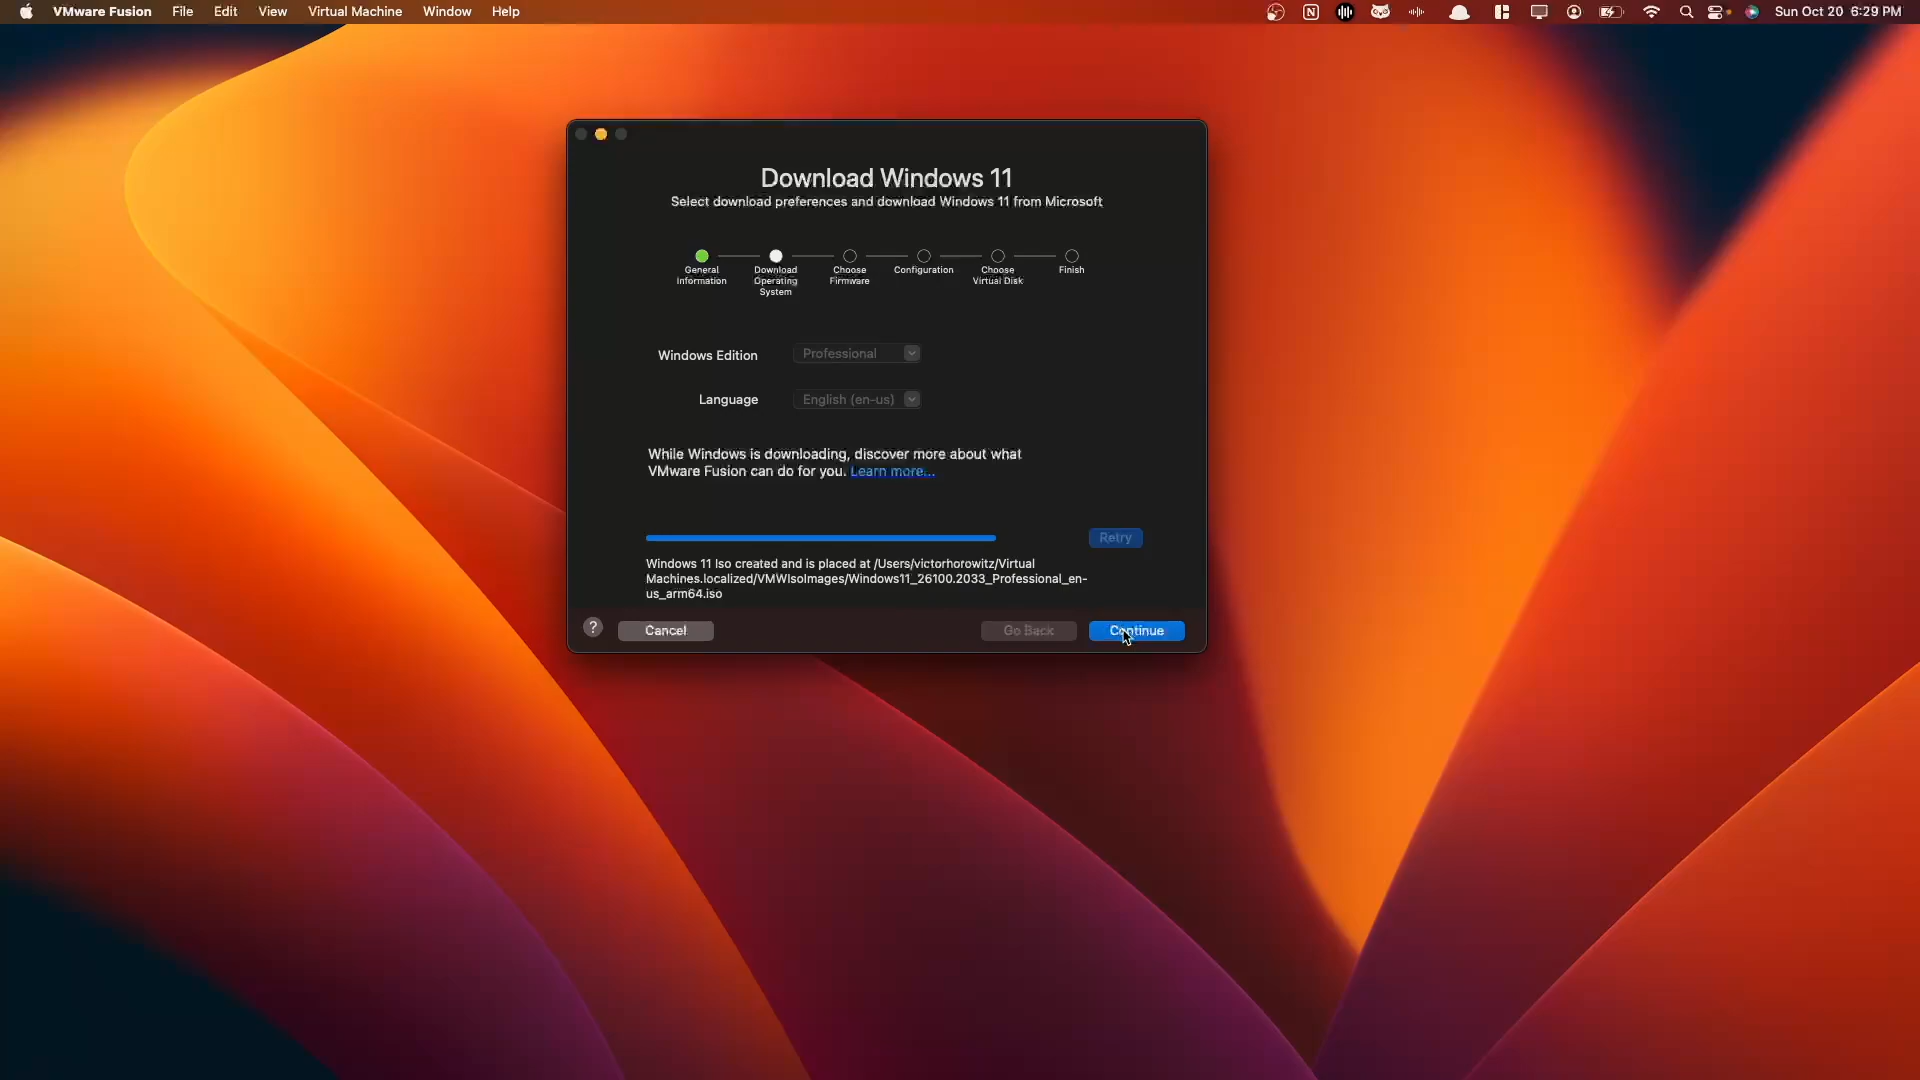 VMware Fusion File Edit View Virtual Machine Window Help Sun Oct 20 6:29 PM
Download Windows 11
Select download preferences and download Windows 11 from Microsoft
General Information
Download Operating System
Choose Firmware
Configuration
Choose Virtual Disk
Finish
Windows Edition Professional
Language English (en-us)
While Windows is downloading, discover more about what
VMware Fusion can do for you. Learn more...
Retry
Windows 11 Iso created and is placed at /Users/victorhorowitz/Virtual
Machines.localized/VMWIsoImages/Windows11_26100.2033_Professional_en-
us_arm64.iso
? Cancel Go Back Continue